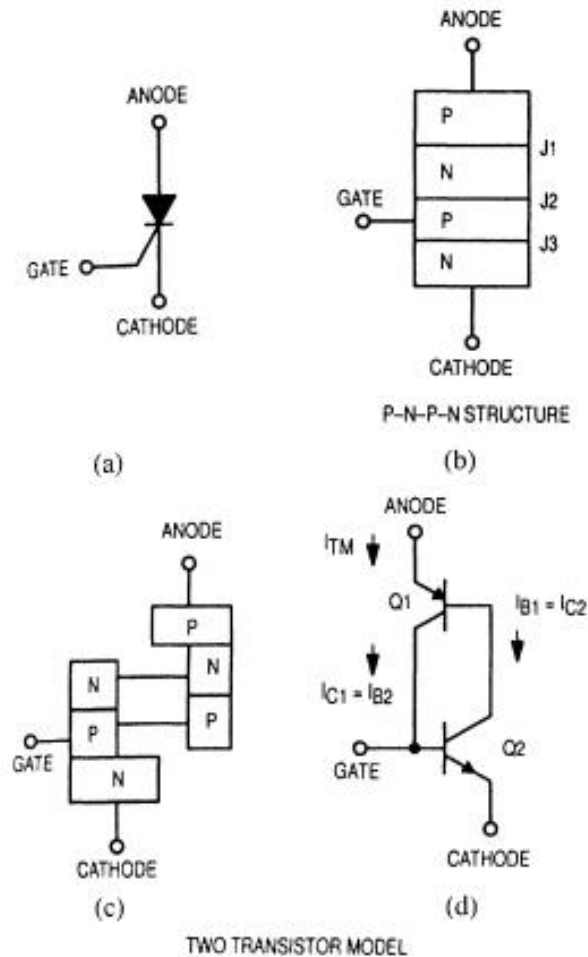 ANODE
GATE
CATHODE
(a)
ANODE
P
J1
N
J2
GATE
P
J3
N
CATHODE
P–N–P–N STRUCTURE
(b)
ANODE
P
N
N
P
P
GATE
N
CATHODE
(c)
ANODE
ITM
Q1
IB1 = IC2
IC1 = IB2
GATE
Q2
CATHODE
(d)
TWO TRANSISTOR MODEL